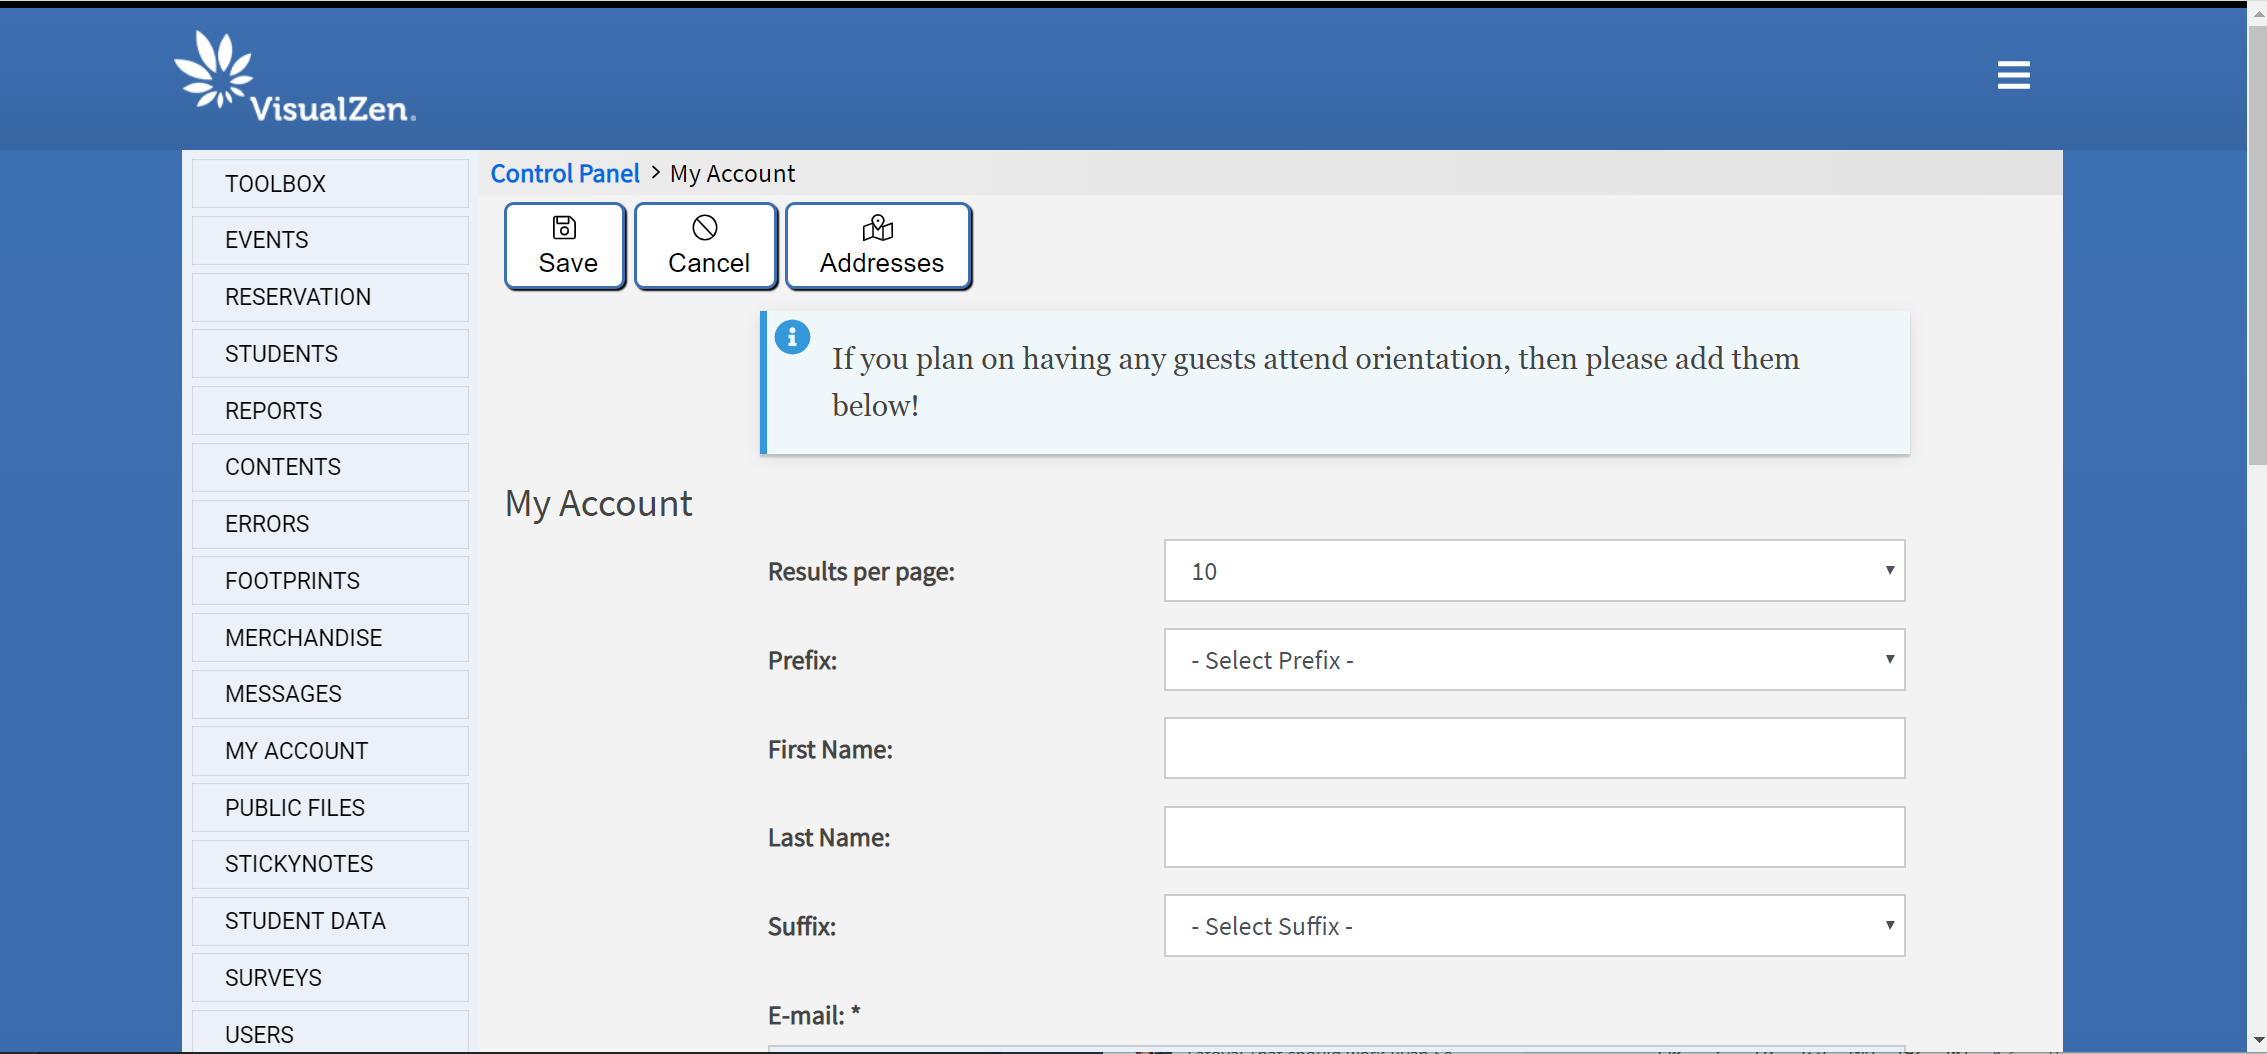 VisualZen.
Control Panel > My Account
TOOLBOX
EVENTS
RESERVATION
STUDENTS
REPORTS
CONTENTS
ERRORS
FOOTPRINTS
MERCHANDISE
MESSAGES
MY ACCOUNT
PUBLIC FILES
STICKYNOTES
STUDENT DATA
SURVEYS
USERS
Save
Cancel
Addresses
If you plan on having any guests attend orientation, then please add them
below!
My Account
Results per page:
10
Prefix:
- Select Prefix -
First Name:
Last Name:
Suffix:
- Select Suffix -
E-mail: *